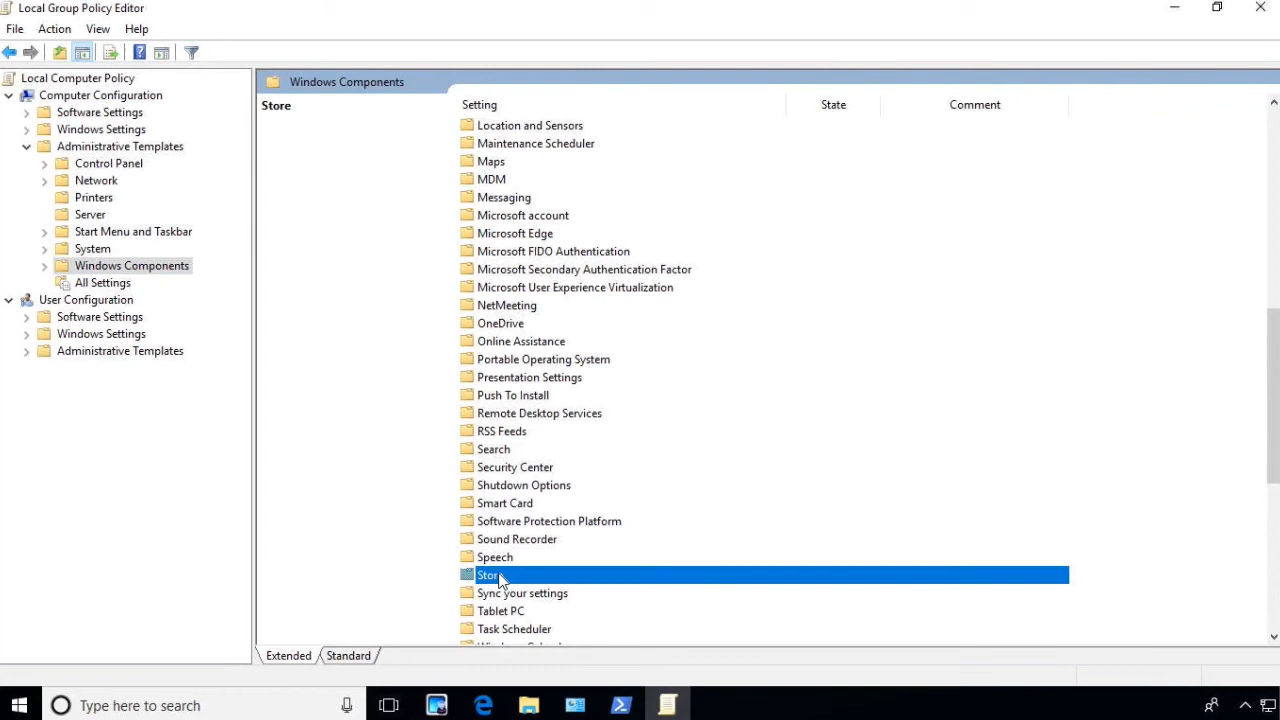 Local Group Policy Editor
File Action View Help
Local Computer Policy
Computer Configuration
Software Settings
Windows Settings
Administrative Templates
Control Panel
Network
Printers
Server
Start Menu and Taskbar
System
Windows Components
All Settings
User Configuration
Software Settings
Windows Settings
Administrative Templates
Windows Components
Store
Setting State Comment
Location and Sensors
Maintenance Scheduler
Maps
MDM
Messaging
Microsoft account
Microsoft Edge
Microsoft FIDO Authentication
Microsoft Secondary Authentication Factor
Microsoft User Experience Virtualization
NetMeeting
OneDrive
Online Assistance
Portable Operating System
Presentation Settings
Push To Install
Remote Desktop Services
RSS Feeds
Search
Security Center
Shutdown Options
Smart Card
Software Protection Platform
Sound Recorder
Speech
Store
Sync your settings
Tablet PC
Task Scheduler
Extended Standard
Type here to search